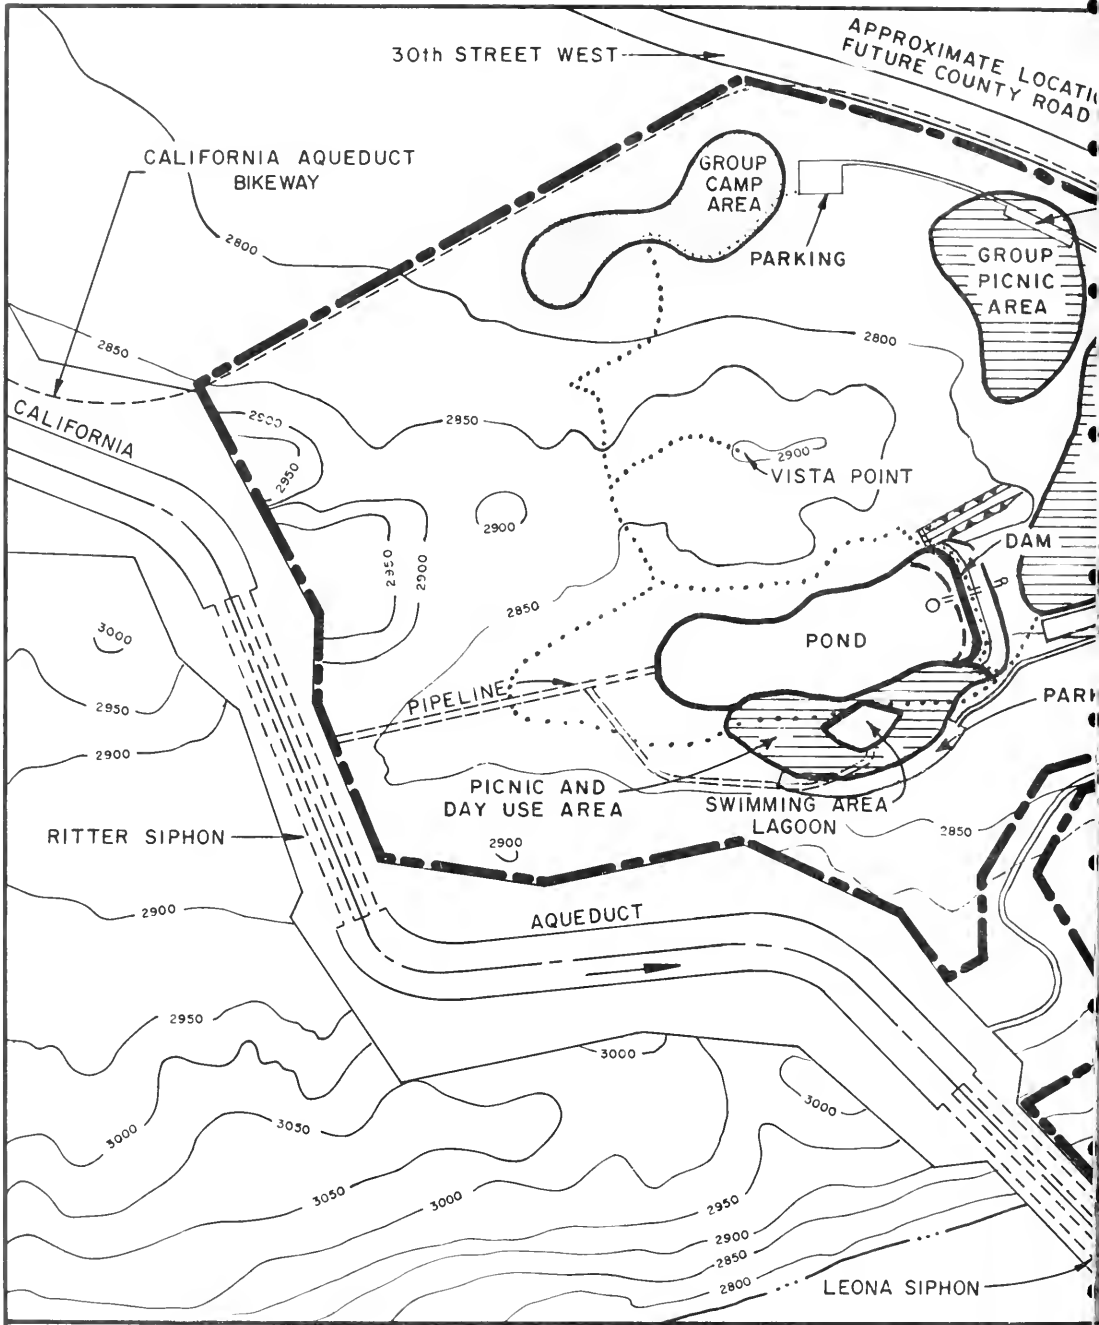 30th STREET WEST
APPROXIMATE LOCATI
FUTURE COUNTY ROAD
CALIFORNIA AQUEDUCT
BIKEWAY
GROUP
CAMP
AREA
PARKING
GROUP
PICNIC
AREA
2800
2800
2850
CALIFORNIA
2900
2950
2850
2900
VISTA POINT
2900
2950
2900
DAM
2850
3000
POND
PIPELINE
2950
PARK
2900
PICNIC AND
DAY USE AREA
SWIMMING AREA
LAGOON
RITTER SIPHON
2850
2900
2900
AQUEDUCT
2950
3000
3000
3050
3000
3050
3000
2950
2900
2850
2800
LEONA SIPHON